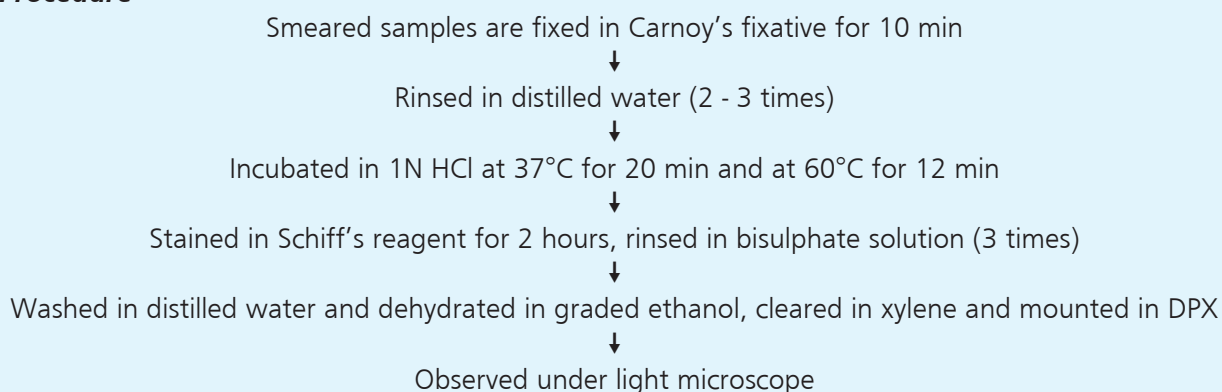 Procedure
Smeared samples are fixed in Carnoy's fixative for 10 min
Rinsed in distilled water (2 - 3 times)
Incubated in 1N HCl at 37°C for 20 min and at 60°C for 12 min
Stained in Schiff's reagent for 2 hours, rinsed in bisulphate solution (3 times)
Washed in distilled water and dehydrated in graded ethanol, cleared in xylene and mounted in DPX
Observed under light microscope